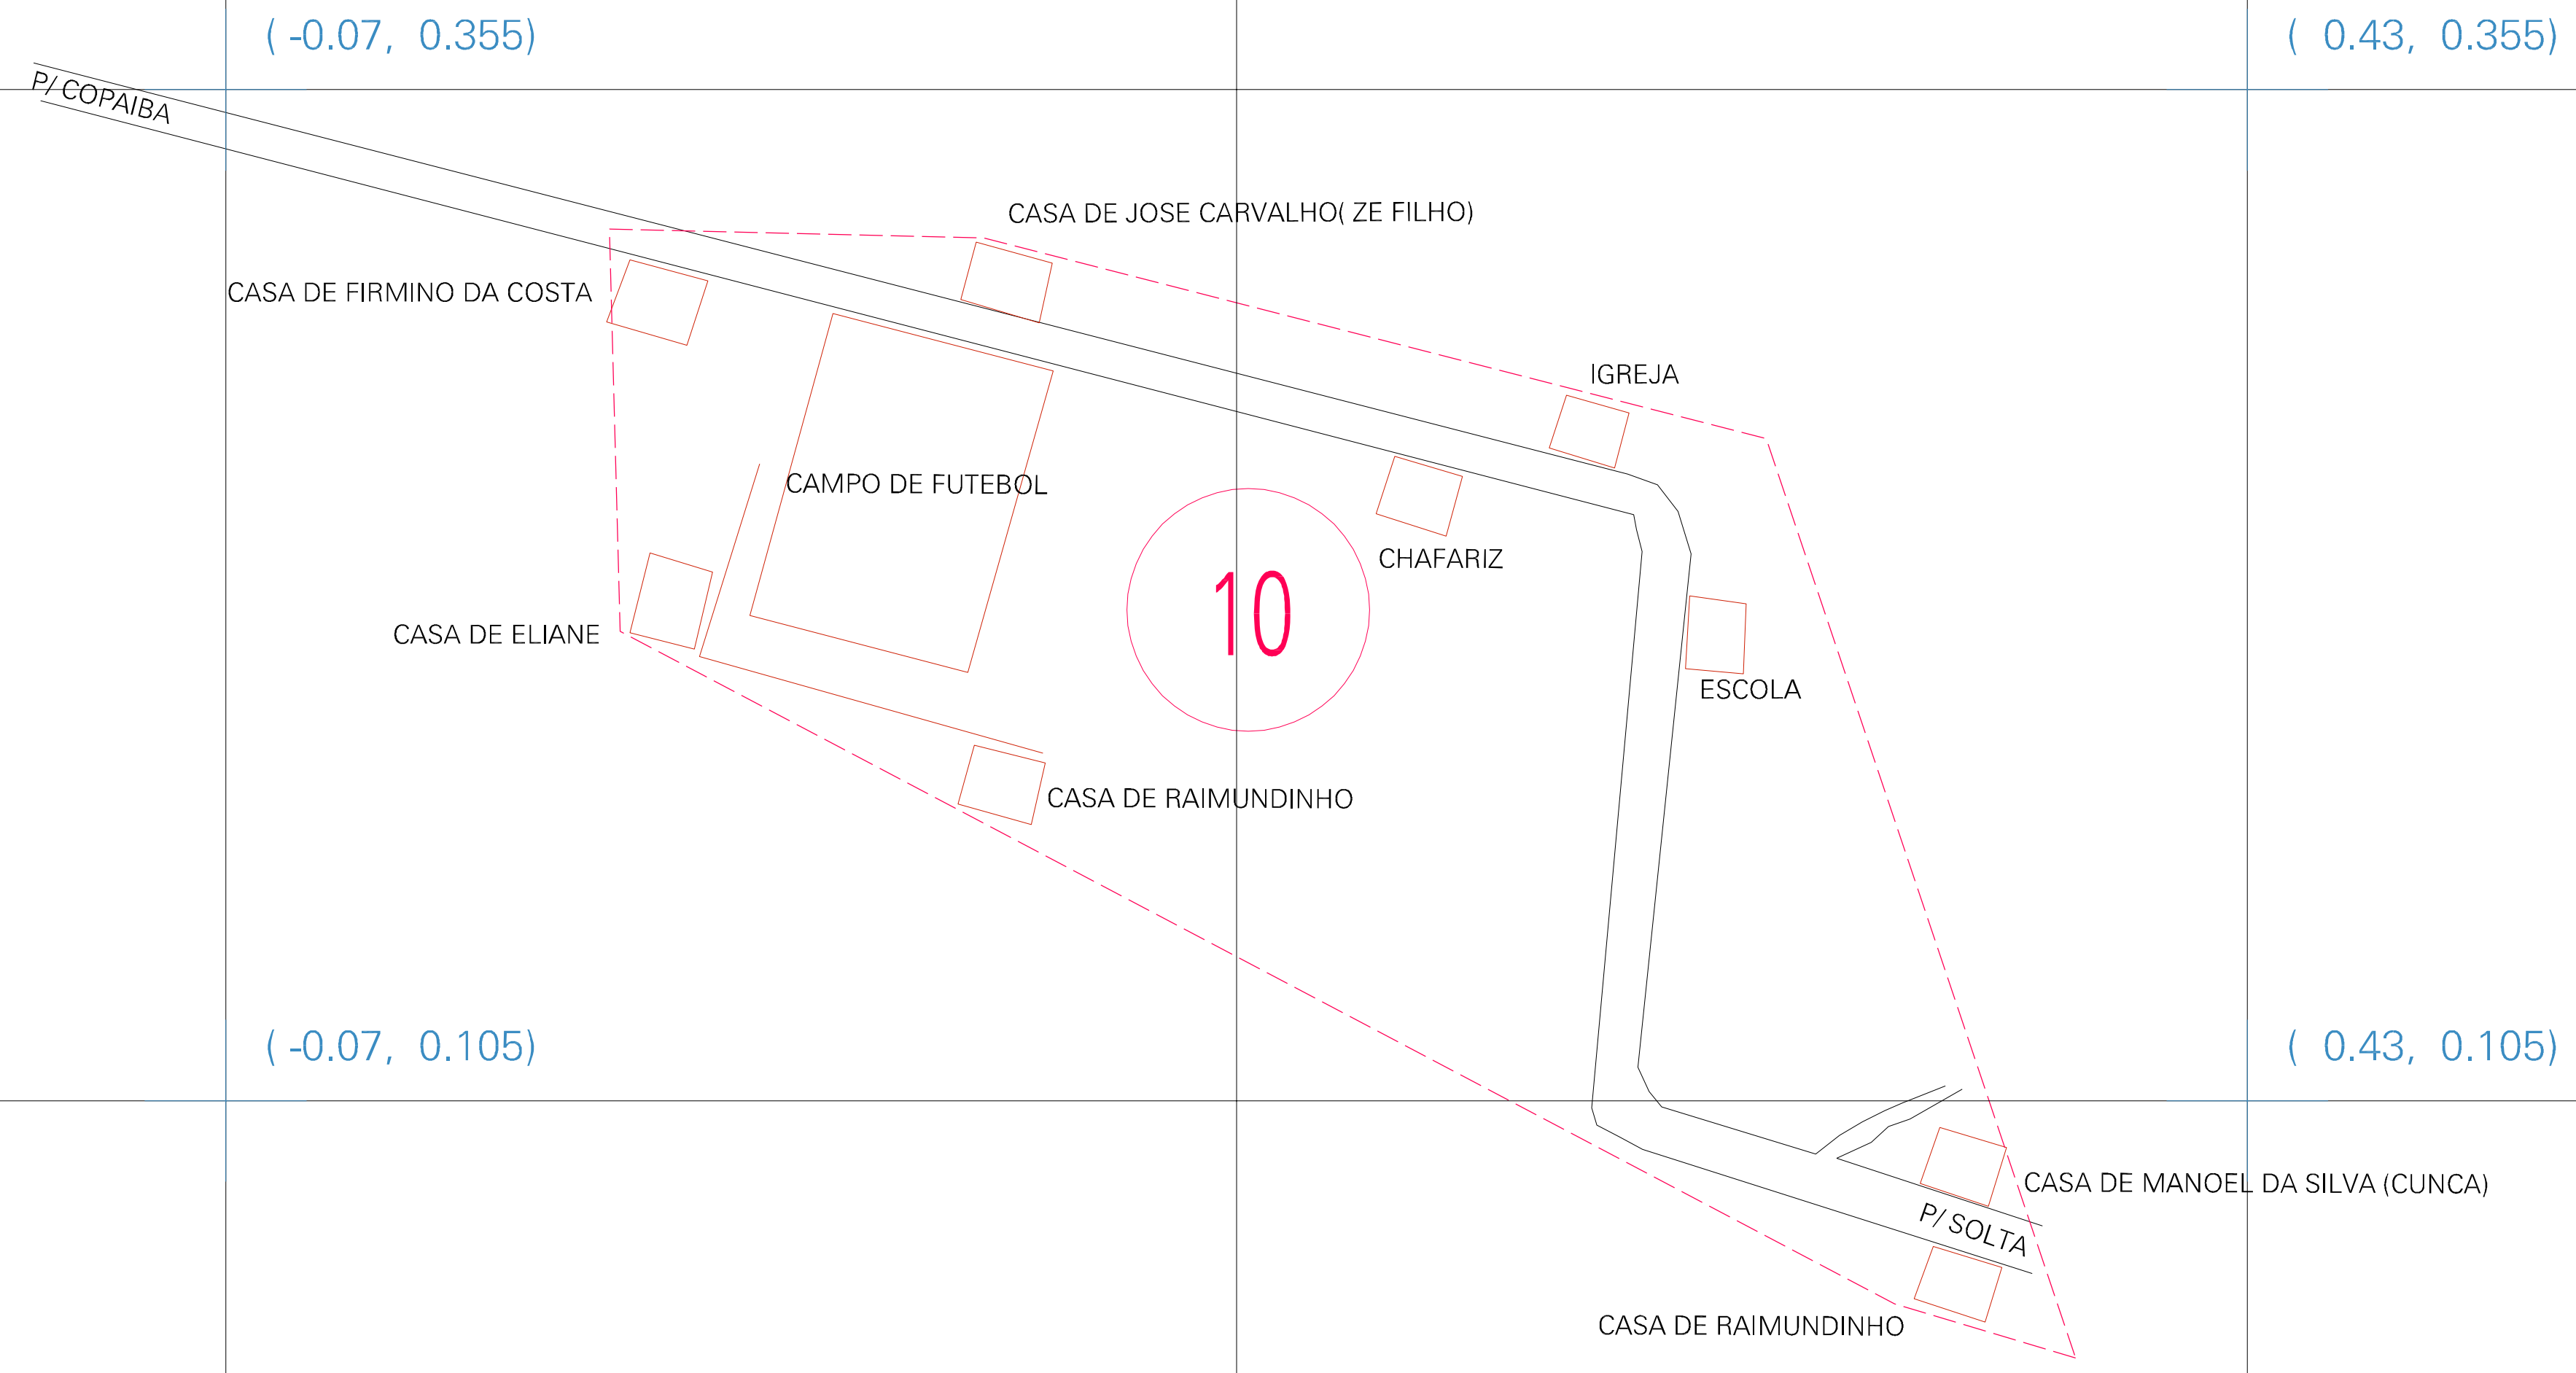 ( -0.07,  0.355)
(  0.43,  0.355)
P/ COPAIBA
CASA DE JOSE CARVALHO( ZE FILHO)
CASA DE FIRMINO DA COSTA
IGREJA
CAMPO DE FUTEBOL
CHAFARIZ
10
CASA DE ELIANE
ESCOLA
CASA DE RAIMUNDINHO
( -0.07,  0.105)
(  0.43,  0.105)
CASA DE MANOEL DA SILVA (CUNCA)
P/ SOLTA
CASA DE RAIMUNDINHO